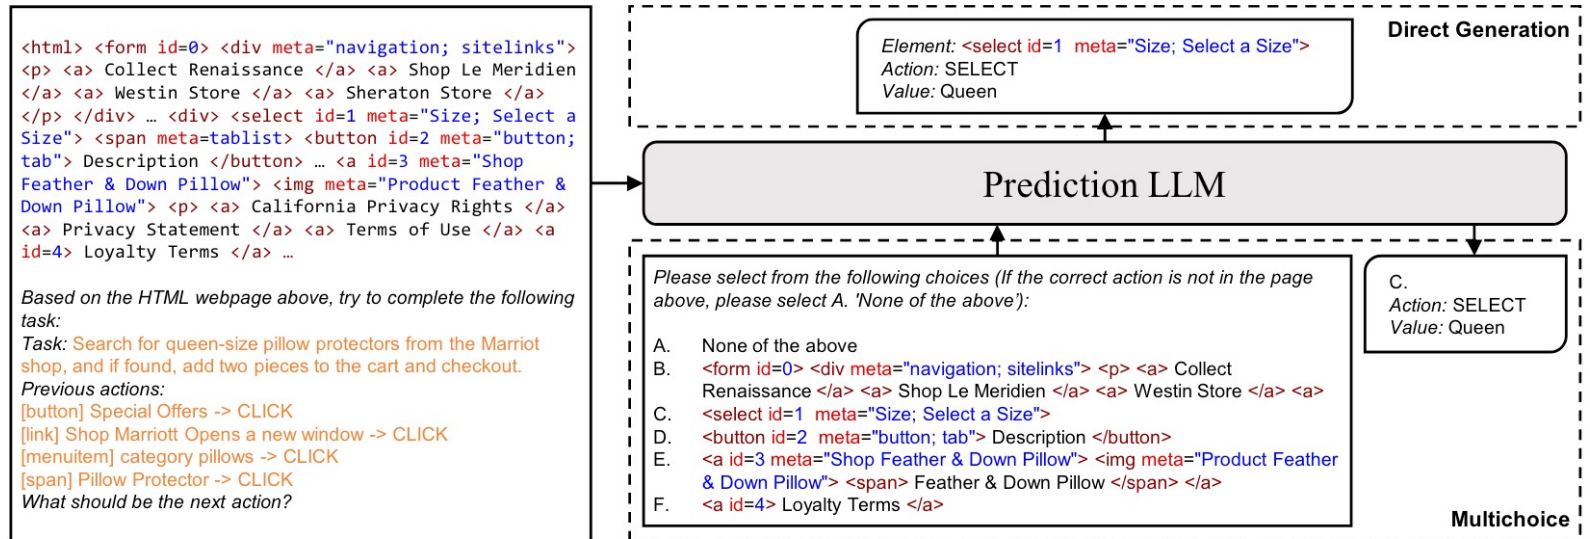 <html> <form id=0> <div meta="navigation; sitelinks">
<p> <a> Collect Renaissance </a> <a> Shop Le Meridien
</a> <a> Westin Store </a> <a> Sheraton Store </a>
</p> </div> … <div> <select id=1 meta="Size; Select a
Size"> <span meta=tablist> <button id=2 meta="button;
tab"> Description </button> … <a id=3 meta="Shop
Feather & Down Pillow"> <img meta="Product Feather &
Down Pillow"> <p> <a> California Privacy Rights </a>
<a> Privacy Statement </a> <a> Terms of Use </a> <a
id=4> Loyalty Terms </a> …
Based on the HTML webpage above, try to complete the following
task:
Task: Search for queen-size pillow protectors from the Marriot
shop, and if found, add two pieces to the cart and checkout.
Previous actions:
[button] Special Offers -> CLICK
[link] Shop Marriott Opens a new window -> CLICK
[menuitem] category pillows -> CLICK
[span] Pillow Protector -> CLICK
What should be the next action?
Direct Generation
Element: <select id=1 meta="Size; Select a Size">
Action: SELECT
Value: Queen
Prediction LLM
Please select from the following choices (If the correct action is not in the page
above, please select A. 'None of the above'):
A. None of the above
B. <form id=0> <div meta="navigation; sitelinks"> <p> <a> Collect
Renaissance </a> <a> Shop Le Meridien </a> <a> Westin Store </a> <a>
C. <select id=1 meta="Size; Select a Size">
D. <button id=2 meta="button; tab"> Description </button>
E. <a id=3 meta="Shop Feather & Down Pillow"> <img meta="Product Feather
& Down Pillow"> <span> Feather & Down Pillow </span> </a>
F. <a id=4> Loyalty Terms </a>
C.
Action: SELECT
Value: Queen
Multichoice